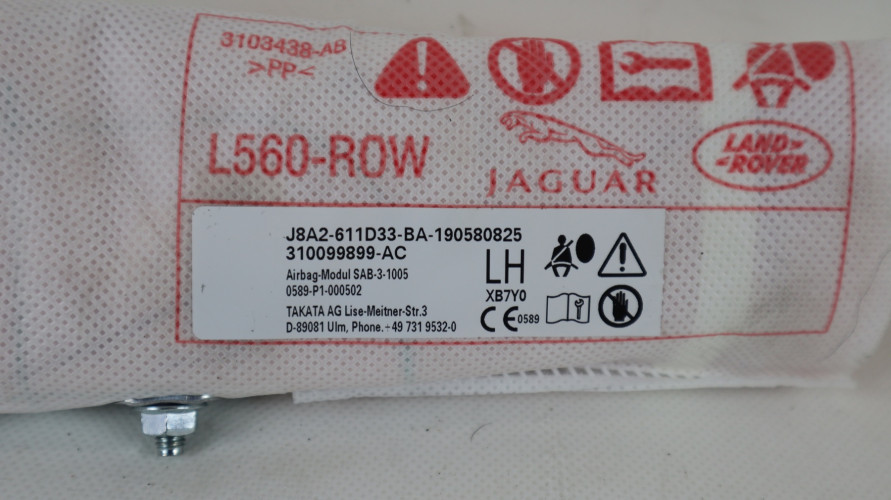 3103438-AB
>PP<
L560-ROW
JAGUAR
LAND
ROVER
J8A2-611D33-BA-190580825
310099899-AC
Airbag-Modul SAB-3-1005
0589-P1-000502
TAKATA AG Lise-Meitner-Str.3
D-89081 Ulm, Phone.+49 731 9532-0
LH
XB7Y0
CE 0589